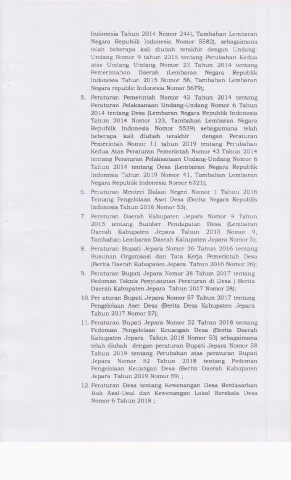 Indonesia Tahun 2014 Nomor 244), Tambahan Lembaran
Negara Republik Indonesia Nomor 5582), sebagaimana
telah beberapa kali diubah terakhir dengan Undang-
Undang Nomor 9 tahun 2015 tentang Perubahan Kedua
atas Undang Undang Nomor 23 Tahun 2014 tentang
Pemerintahan Daerah (Lembaran Negara Republik
Indonesia Tahun 2015 Nomor 58, Tambahan Lembaran
Negara republic Indonesia Nomor 5679);
5. Peraturan Pemerintah Nomor 43 Tahun 2014 tentang
Peraturan Pelaksanaan Undang-Undang Nomor 6 Tahun
2014 tentang Desa (Lembaran Negara Republik Indonesia
Tahun 2014 Nomor 123, Tambahan Lembaran Negara
Republik Indonesia Nomor 5539) sebagaimana telah
beberapa kali diubah terakhir dengan Peraturan
Pemerintah Nomor 11 tahun 2019 tentang Perubahan
Kedua Atas Peraturan Pemerintah Nomor 43 Tahun 2014
tentang Peraturan Pelaksanaan Undang-Undang Nomor 6
Tahun 2014 tentang Desa (Lembaran Negara Republik
Indonesia Tahun 2019 Nomor 41, Tambahan Lembaran
Negara Republik Indonesia Nomor 6321);
6. Peraturan Menteri Dalam Negeri Nomor 1 Tahun 2016
Tentang Pengelolaan Aset Desa (Berita Negara Republik
Indonesia Tahun 2016 Nomor 53);
7. Peraturan Daerah Kabupaten Jepara Nomor 9 Tahun
2015 tentang Sumber Pendapatan Desa (Lembaran
Daerah Kabupaten Jepara Tahun 2015 Nomor 9,
Tambahan Lembaran Daerah Kabupaten Jepara Nomor 8);
8. Peraturan Bupati Jepara Nomor 26 Tahun 2016 tentang
Susunan Organisasi dan Tata Kerja Pemerintah Desa
(Berita Daerah Kabupaten Jepara Tahun 2016 Nomor 26);
9. Peraturan Bupati Jepara Nomor 28 Tahun 2017 tentang
Pedoman Teknis Penyusunan Peraturan di Desa ( Berita
Daerah Kabupaten Jepara Tahun 2017 Nomor 28);
10. Per aturan Bupati Jepara Nomor 57 Tahun 2017 tentang
Pengelolaan Aset Desa (Berita Desa Kabupaten Jepara
Tahun 2017 Nomor 57);
11. Peraturan Bupati Jepara Nomor 52 Tahun 2018 tentang
Pedoman Pengelolaan Keuangan Desa (Berita Daerah
Kabupaten Jepara Tahun 2018 Nomor 53) sebagaimana
telah diubah dengan peraturan Bupati Jepara Nomor 58
Tahun 2019 tentang Perubahan atas peraturan Bupati
Jepara Nomor 52 Tahun 2018 tentang Pedoman
Pengelolaan Keuangan Desa (Berita Daerah Kabupaten
Jepara Tahun 2019 Nomor 59) ;
12. Peraturan Desa tentang Kewenangan Desa Berdasarkan
Hak Asal-Usul dan Kewenangan Lokal Berskala Desa
Nomor 6 Tahun 2018 ;